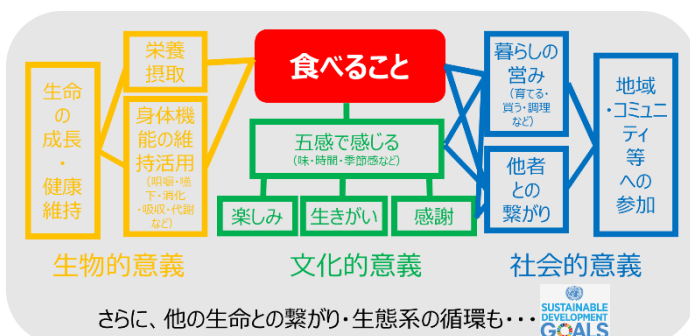 食べること
栄養
摂取
生命
の
成長
・
健康
維持
身体機
能の維
持活用
(咀嚼・嚥
下・消化
・吸収・代謝
など)
生物的意義
五感で感じる
(味・時間・季節感など)
楽しみ
生きがい
感謝
文化的意義
暮らしの
営み
(育てる・
買う・調理
など)
他者
との
繋がり
地域
・コミュニ
ティ
等
への
参加
社会的意義
さらに、他の生命との繋がり・生態系の循環も・・・
SUSTAINABLE
DEVELOPMENT
GOALS